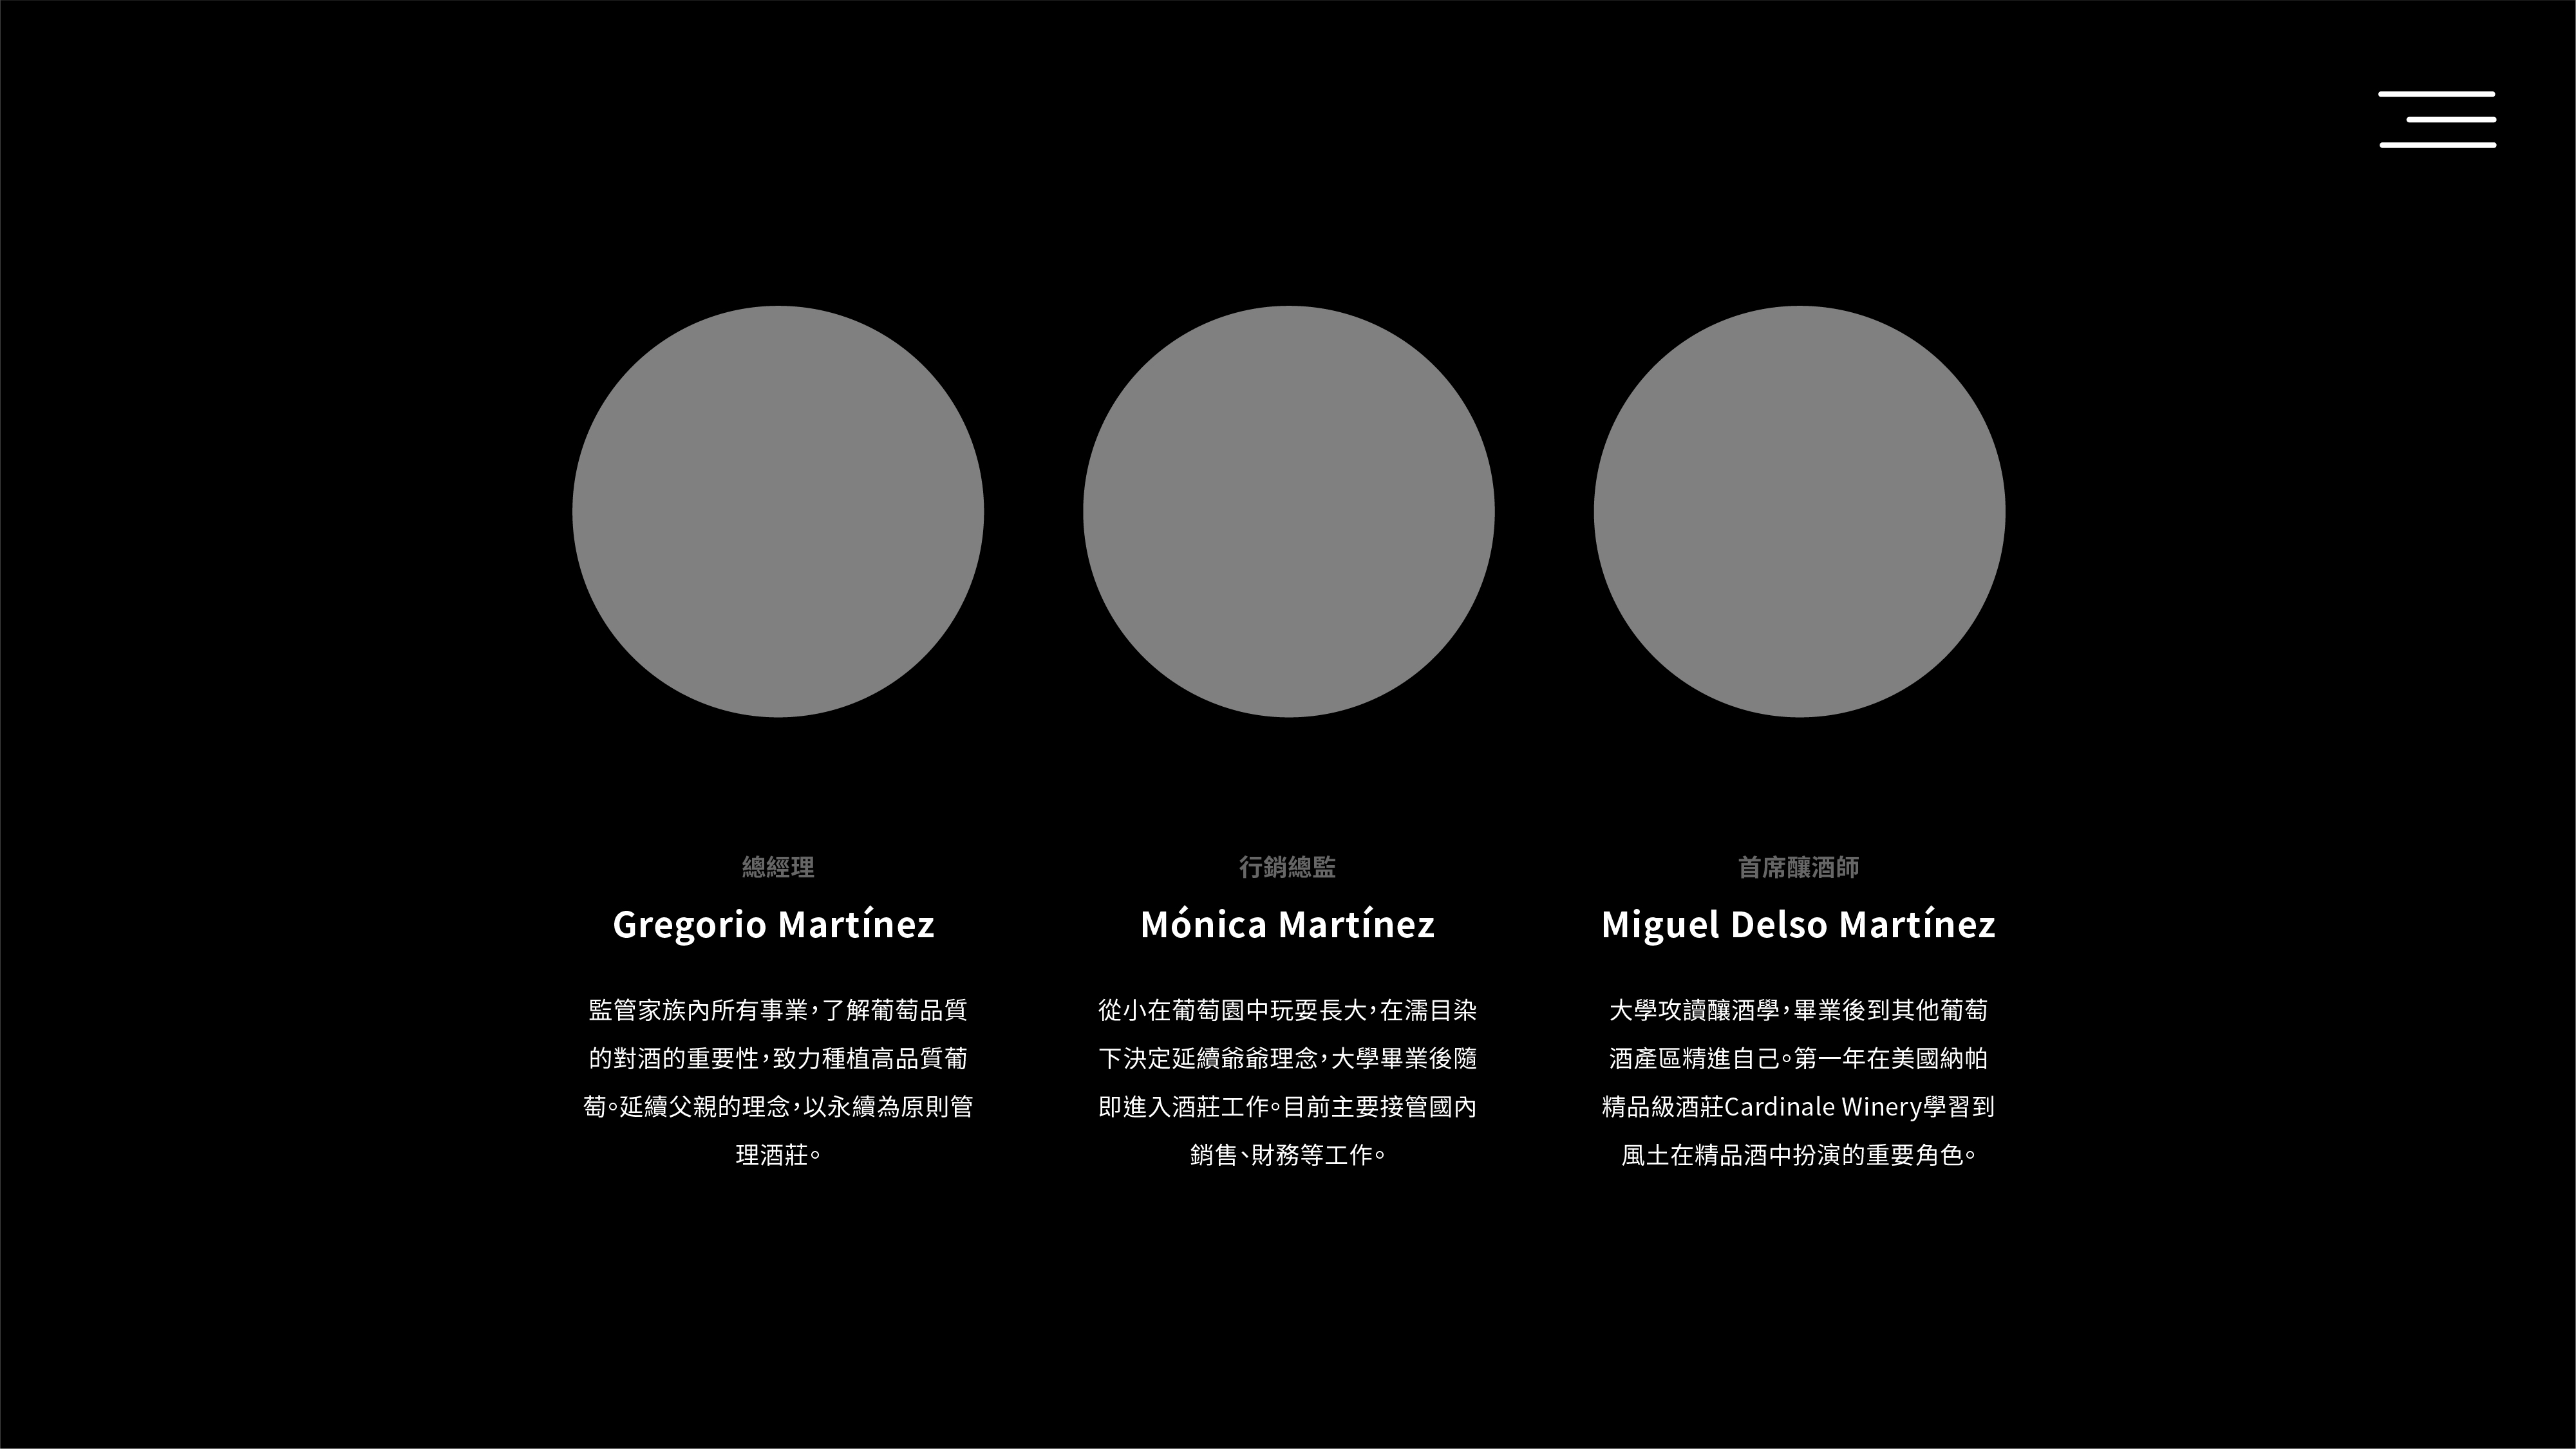 總經理
Gregorio Martínez
監管家族內所有事業，了解葡萄品質
的對酒的重要性，致力種植高品質葡
萄。延續父親的理念，以永續為原則管
理酒莊。
行銷總監
Mónica Martínez
從小在葡萄園中玩耍長大，在濡目染
下決定延續爺爺理念，大學畢業後隨
即進入酒莊工作。目前主要接管國內
銷售、財務等工作。
首席釀酒師
Miguel Delso Martínez
大學攻讀釀酒學，畢業後到其他葡萄
酒產區精進自己。第一年在美國納帕
精品級酒莊Cardinale Winery學習到
風土在精品酒中扮演的重要角色。